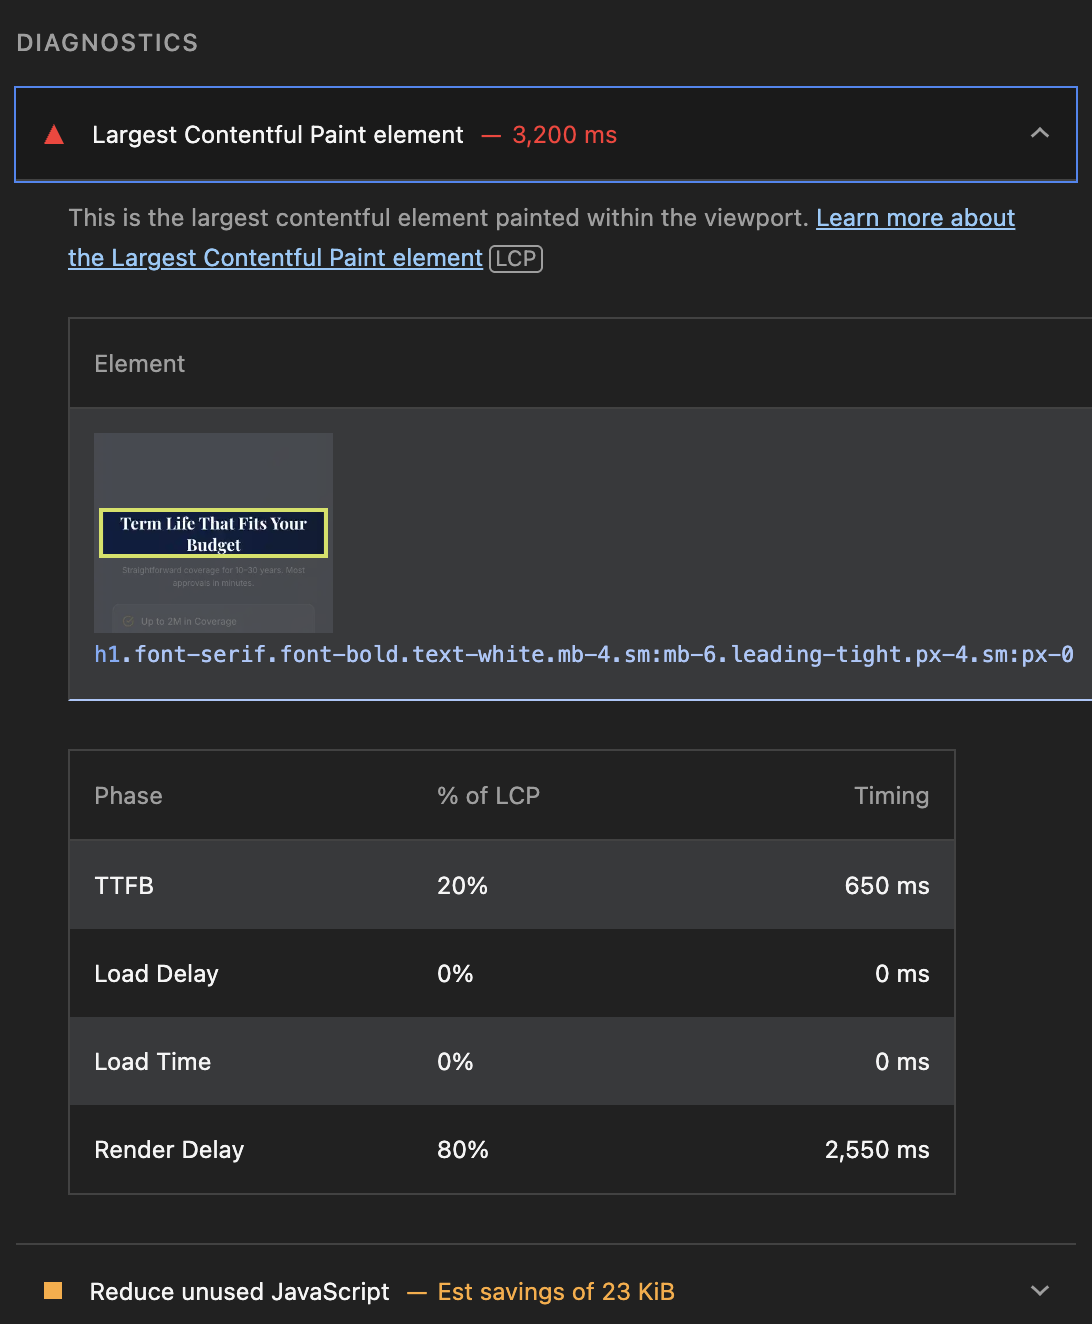 DIAGNOSTICS
Largest Contentful Paint element — 3,200 ms
This is the largest contentful element painted within the viewport. Learn more about
the Largest Contentful Paint element LCP
Element
Term Life That Fits Your
Budget
Straightforward coverage for 10-30 years. Most
approvals in minutes.
Up to 2M in Coverage
h1.font-serif.font-bold.text-white.mb-4.sm:mb-6.leading-tight.px-4.sm:px-0
Phase % of LCP Timing
TTFB 20% 650 ms
Load Delay 0% 0 ms
Load Time 0% 0 ms
Render Delay 80% 2,550 ms
Reduce unused JavaScript — Est savings of 23 KiB